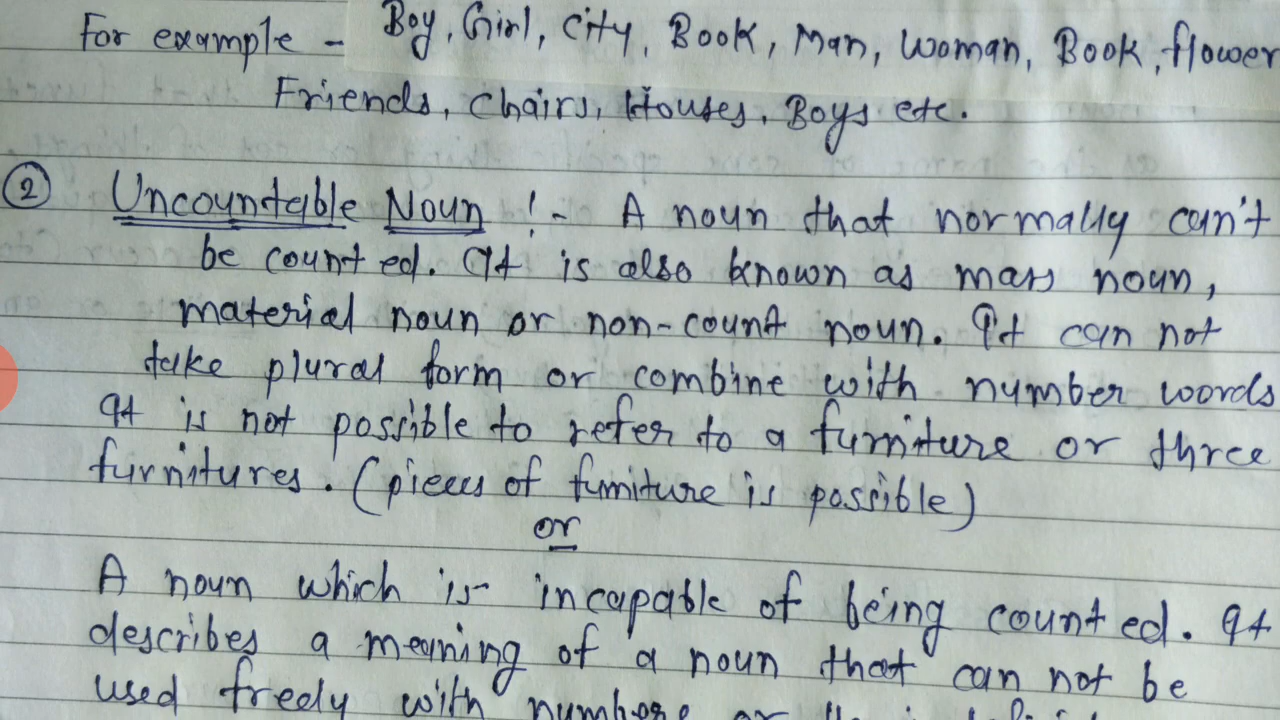 For example - Boy, Girl, City, Book, Man, Woman, Book, flower
Friends, Chairs, Houses, Boys etc.
② Uncountable Noun :- A noun that normally can't
be counted. It is also known as mass noun,
material noun or non-count noun. It can not
take plural form or combine with number words
It is not possible to refer to a furniture or three
furnitures. (pieces of furniture is possible)
or
A noun which is incapable of being counted. It
describes a meaning of a noun that can not be
used freely with numbers or